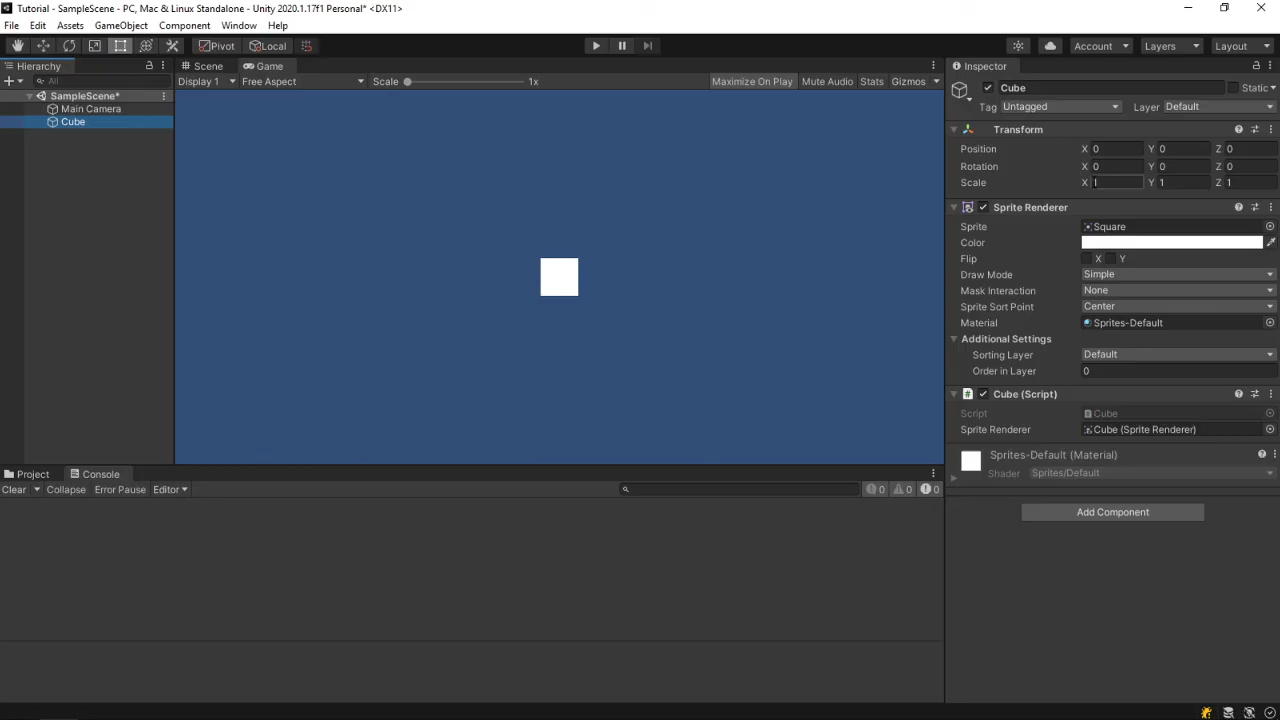 Tutorial - SampleScene - PC, Mac & Linux Standalone - Unity 2020.1.17f1 Personal* <DX11>
File Edit Assets GameObject Component Window Help
Pivot Local Account Layers Layout
Hierarchy Scene Game Inspector
All Display 1 Free Aspect Scale 1x Maximize On Play Mute Audio Stats Gizmos
Cube Static
SampleScene*
Main Camera
Cube
Tag Untagged Layer Default
Transform
Position X 0 Y 0 Z 0
Rotation X 0 Y 0 Z 0
Scale X 1 Y 1 Z 1
Sprite Renderer
Sprite Square
Color
Flip X Y
Draw Mode Simple
Mask Interaction None
Sprite Sort Point Center
Material Sprites-Default
Additional Settings
Sorting Layer Default
Order in Layer 0
Cube (Script)
Script Cube
Sprite Renderer Cube (Sprite Renderer)
Sprites-Default (Material)
Shader Sprites/Default
Add Component
Project Console
Clear Collapse Error Pause Editor 0 0 0